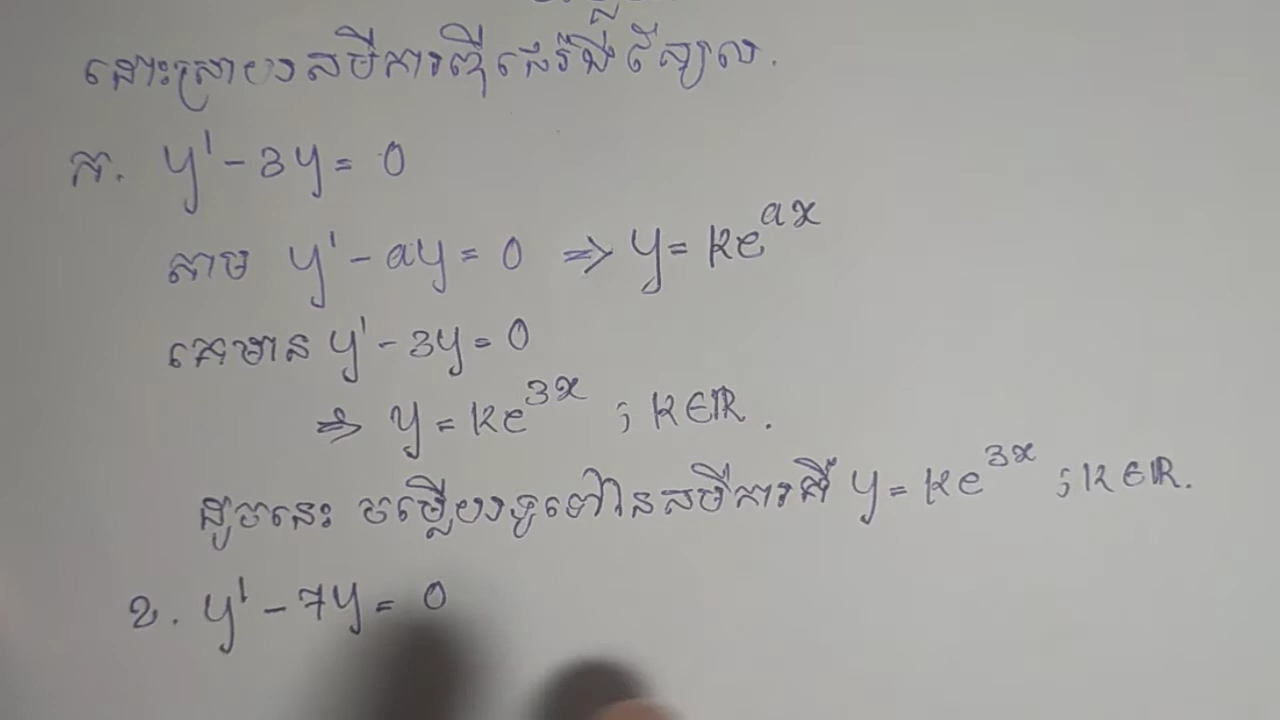 ដោះស្រាយសមីការឌីផេរ៉ង់ស្យែល.
ក. y' - 3y = 0
តាម y' - ay = 0 ⇒ y = ke^{ax}
គេមាន y' - 3y = 0
⇒ y = ke^{3x} ; k∈ℝ.
ដូចនេះ ចម្លើយទូទៅនៃសមីការគឺ y = ke^{3x} ; k∈ℝ.
ខ. y' - 7y = 0